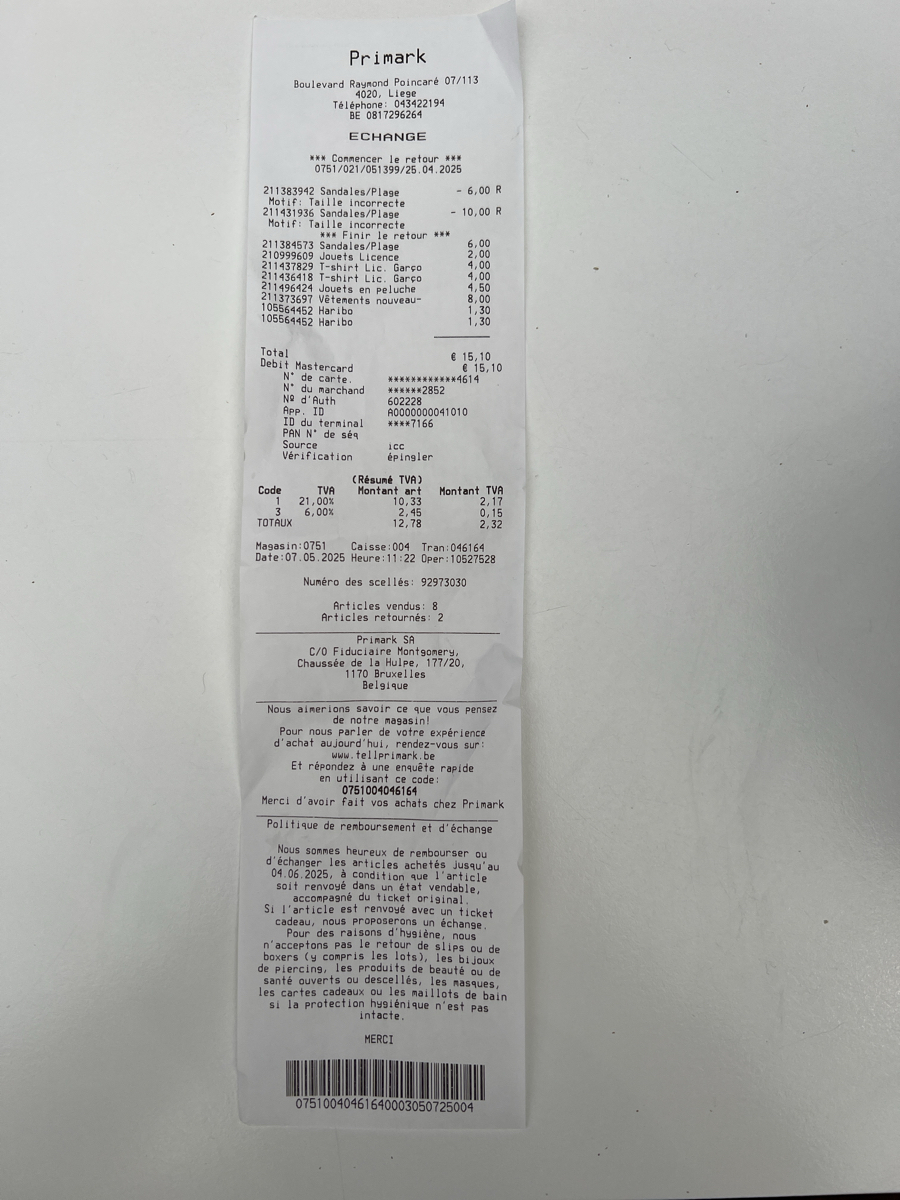 Primark
Boulevard Raymond Poincaré 07/113
4020, Liege
Téléphone: 043422194
BE 0817296264
ECHANGE
*** Commencer le retour ***
0751/021/051399/25.04.2025
211383942 Sandales/Plage - 6,00 R
Motif: Taille incorrecte
211431936 Sandales/Plage - 10,00 R
Motif: Taille incorrecte
*** Finir le retour ***
211384573 Sandales/Plage 6,00
210999609 Jouets Licence 2,00
211437829 T-shirt Lic. Garço 4,00
211436418 T-shirt Lic. Garço 4,00
211496424 Jouets en peluche 4,50
211373697 Vêtements nouveau- 8,00
105564452 Haribo 1,30
105564452 Haribo 1,30
Total € 15,10
Debit Mastercard € 15,10
N° de carte. ************4614
N° du marchand ******2852
Nº d'Auth 602228
App. ID A0000000041010
ID du terminal ****7166
PAN N° de séq
Source icc
Vérification épingler
(Résumé TVA)
Code TVA Montant art Montant TVA
1 21,00% 10,33 2,17
3 6,00% 2,45 0,15
TOTAUX 12,78 2,32
Magasin:0751 Caisse:004 Tran:046164
Date:07.05.2025 Heure:11:22 Oper:10527528
Numéro des scellés: 92973030
Articles vendus: 8
Articles retournés: 2
Primark SA
C/O Fiduciaire Montgomery,
Chaussée de la Hulpe, 177/20,
1170 Bruxelles
Belgique
Nous aimerions savoir ce que vous pensez
de notre magasin!
Pour nous parler de votre expérience
d'achat aujourd'hui, rendez-vous sur:
www.tellprimark.be
Et répondez à une enquête rapide
en utilisant ce code:
0751004046164
Merci d'avoir fait vos achats chez Primark
Politique de remboursement et d'échange
Nous sommes heureux de rembourser ou
d'échanger les articles achetés jusqu'au
04.06.2025, à condition que l'article
soit renvoyé dans un état vendable,
accompagné du ticket original.
Si l'article est renvoyé avec un ticket
cadeau, nous proposerons un échange.
Pour des raisons d'hygiène, nous
n'acceptons pas le retour de slips ou de
boxers (y compris les lots), les bijoux
de piercing, les produits de beauté ou de
santé ouverts ou descellés, les masques,
les cartes cadeaux ou les maillots de bain
si la protection hygiénique n'est pas
intacte.
MERCI
07510040461640003050725004